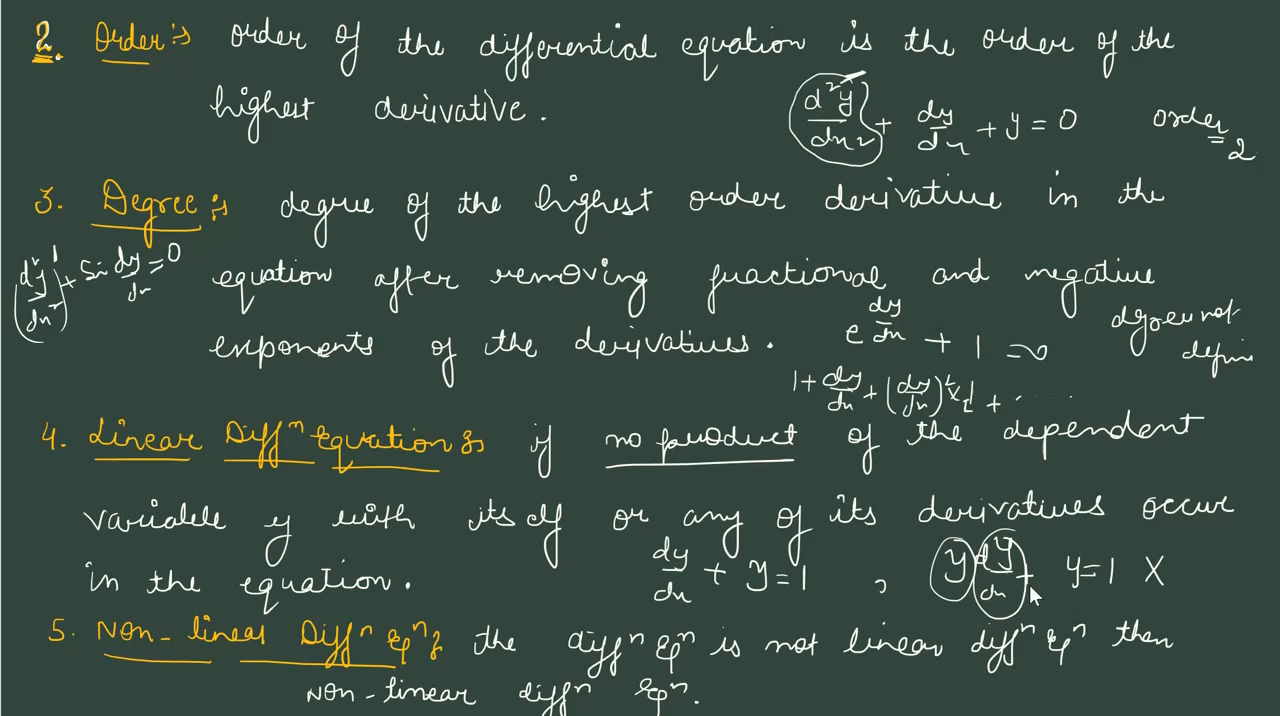 2. Order :- order of the differential equation is the order of the
highest derivative.
d²y/dx² + dy/dx + y = 0 order = 2
3. Degree :- degree of the highest order derivative in the
(d²y/dx²)¹ + sin dy/dx = 0
equation after removing fractional and negative
exponents of the derivatives.
e^(dy/dx) + 1 = 0
degree not
defin
1 + dy/dx + (dy/dx)² × 1/2 + .....
4. Linear Diffⁿ Equation :- if no product of the dependent
variable y with itself or any of its derivatives occur
in the equation.
dy/dx + y = 1 , y dy/dx + y = 1 X
5. Non-linear Diffⁿ Eqⁿ :- the diffⁿ Eqⁿ is not linear diffⁿ Eqⁿ then
non-linear diffⁿ Eqⁿ.